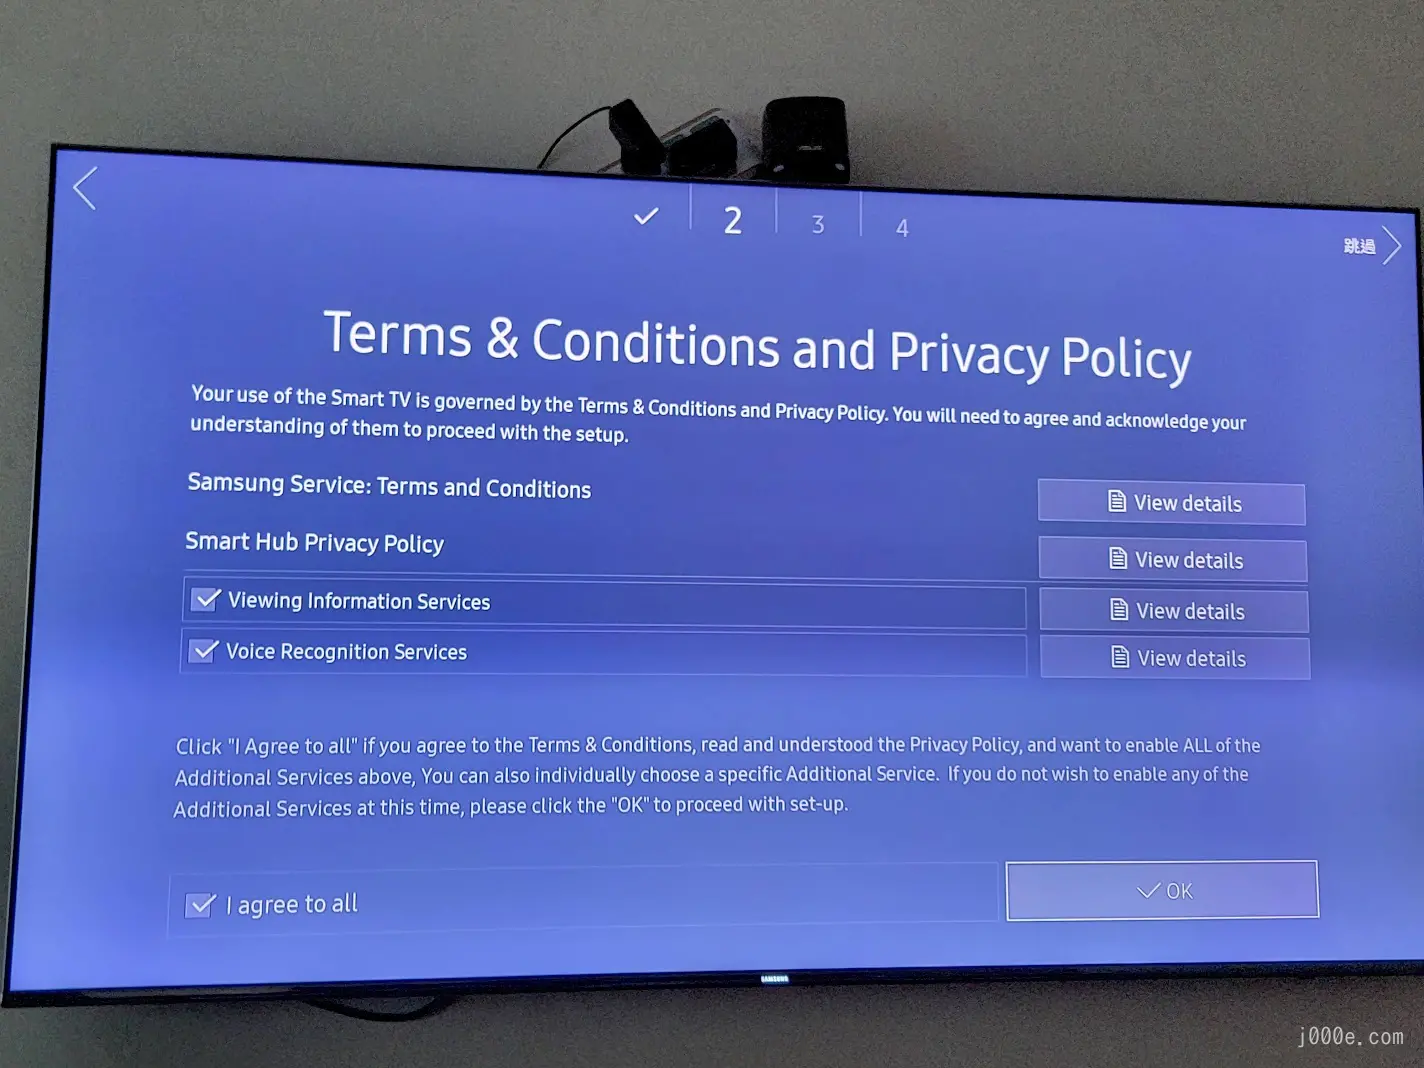 2
3
4
跳過
Terms & Conditions and Privacy Policy
Your use of the Smart TV is governed by the Terms & Conditions and Privacy Policy. You will need to agree and acknowledge your
understanding of them to proceed with the setup.
Samsung Service: Terms and Conditions
View details
Smart Hub Privacy Policy
View details
Viewing Information Services
View details
Voice Recognition Services
View details
Click "I Agree to all" if you agree to the Terms & Conditions, read and understood the Privacy Policy, and want to enable ALL of the
Additional Services above, You can also individually choose a specific Additional Service. If you do not wish to enable any of the
Additional Services at this time, please click the "OK" to proceed with set-up.
I agree to all
OK
SAMSUNG
j000e.com